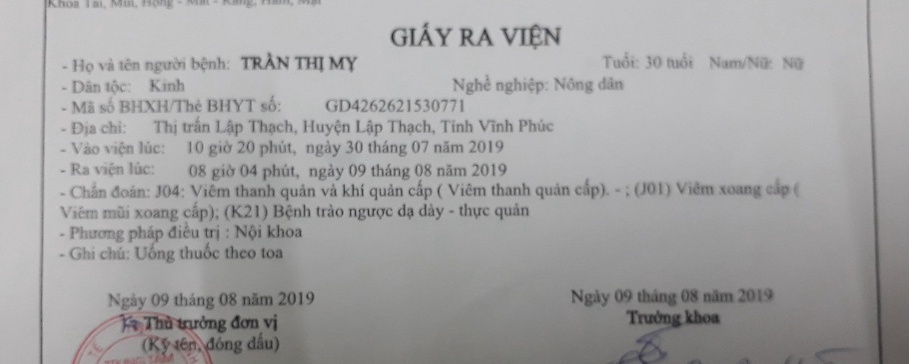 Khoa Tai, Mũi, Họng - Mắt - Răng, Hàm, Mặt
GIẤY RA VIỆN
- Họ và tên người bệnh: TRẦN THỊ MY Tuổi: 30 tuổi Nam/Nữ: Nữ
- Dân tộc: Kinh Nghề nghiệp: Nông dân
- Mã số BHXH/Thẻ BHYT số: GD4262621530771
- Địa chỉ: Thị trấn Lập Thạch, Huyện Lập Thạch, Tỉnh Vĩnh Phúc
- Vào viện lúc: 10 giờ 20 phút, ngày 30 tháng 07 năm 2019
- Ra viện lúc: 08 giờ 04 phút, ngày 09 tháng 08 năm 2019
- Chẩn đoán: J04: Viêm thanh quản và khí quản cấp ( Viêm thanh quản cấp). - ; (J01) Viêm xoang cấp (
Viêm mũi xoang cấp); (K21) Bệnh trào ngược dạ dày - thực quản
- Phương pháp điều trị : Nội khoa
- Ghi chú: Uống thuốc theo toa
Ngày 09 tháng 08 năm 2019 Ngày 09 tháng 08 năm 2019
Thủ trưởng đơn vị Trưởng khoa
(Ký tên, đóng dấu)
TRUNG TÂM